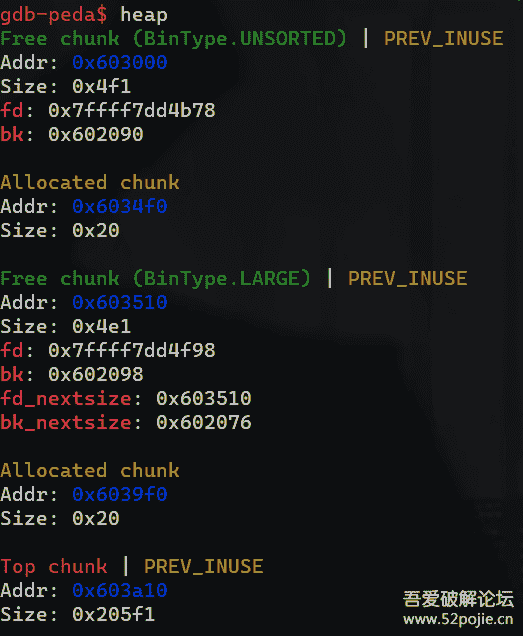 gdb-peda$ heap
Free chunk (BinType.UNSORTED) | PREV_INUSE
Addr: 0x603000
Size: 0x4f1
fd: 0x7ffff7dd4b78
bk: 0x602090
Allocated chunk
Addr: 0x6034f0
Size: 0x20
Free chunk (BinType.LARGE) | PREV_INUSE
Addr: 0x603510
Size: 0x4e1
fd: 0x7ffff7dd4f98
bk: 0x602098
fd_nextsize: 0x603510
bk_nextsize: 0x602076
Allocated chunk
Addr: 0x6039f0
Size: 0x20
Top chunk | PREV_INUSE
Addr: 0x603a10
Size: 0x205f1
吾爱破解论坛
www.52pojie.cn